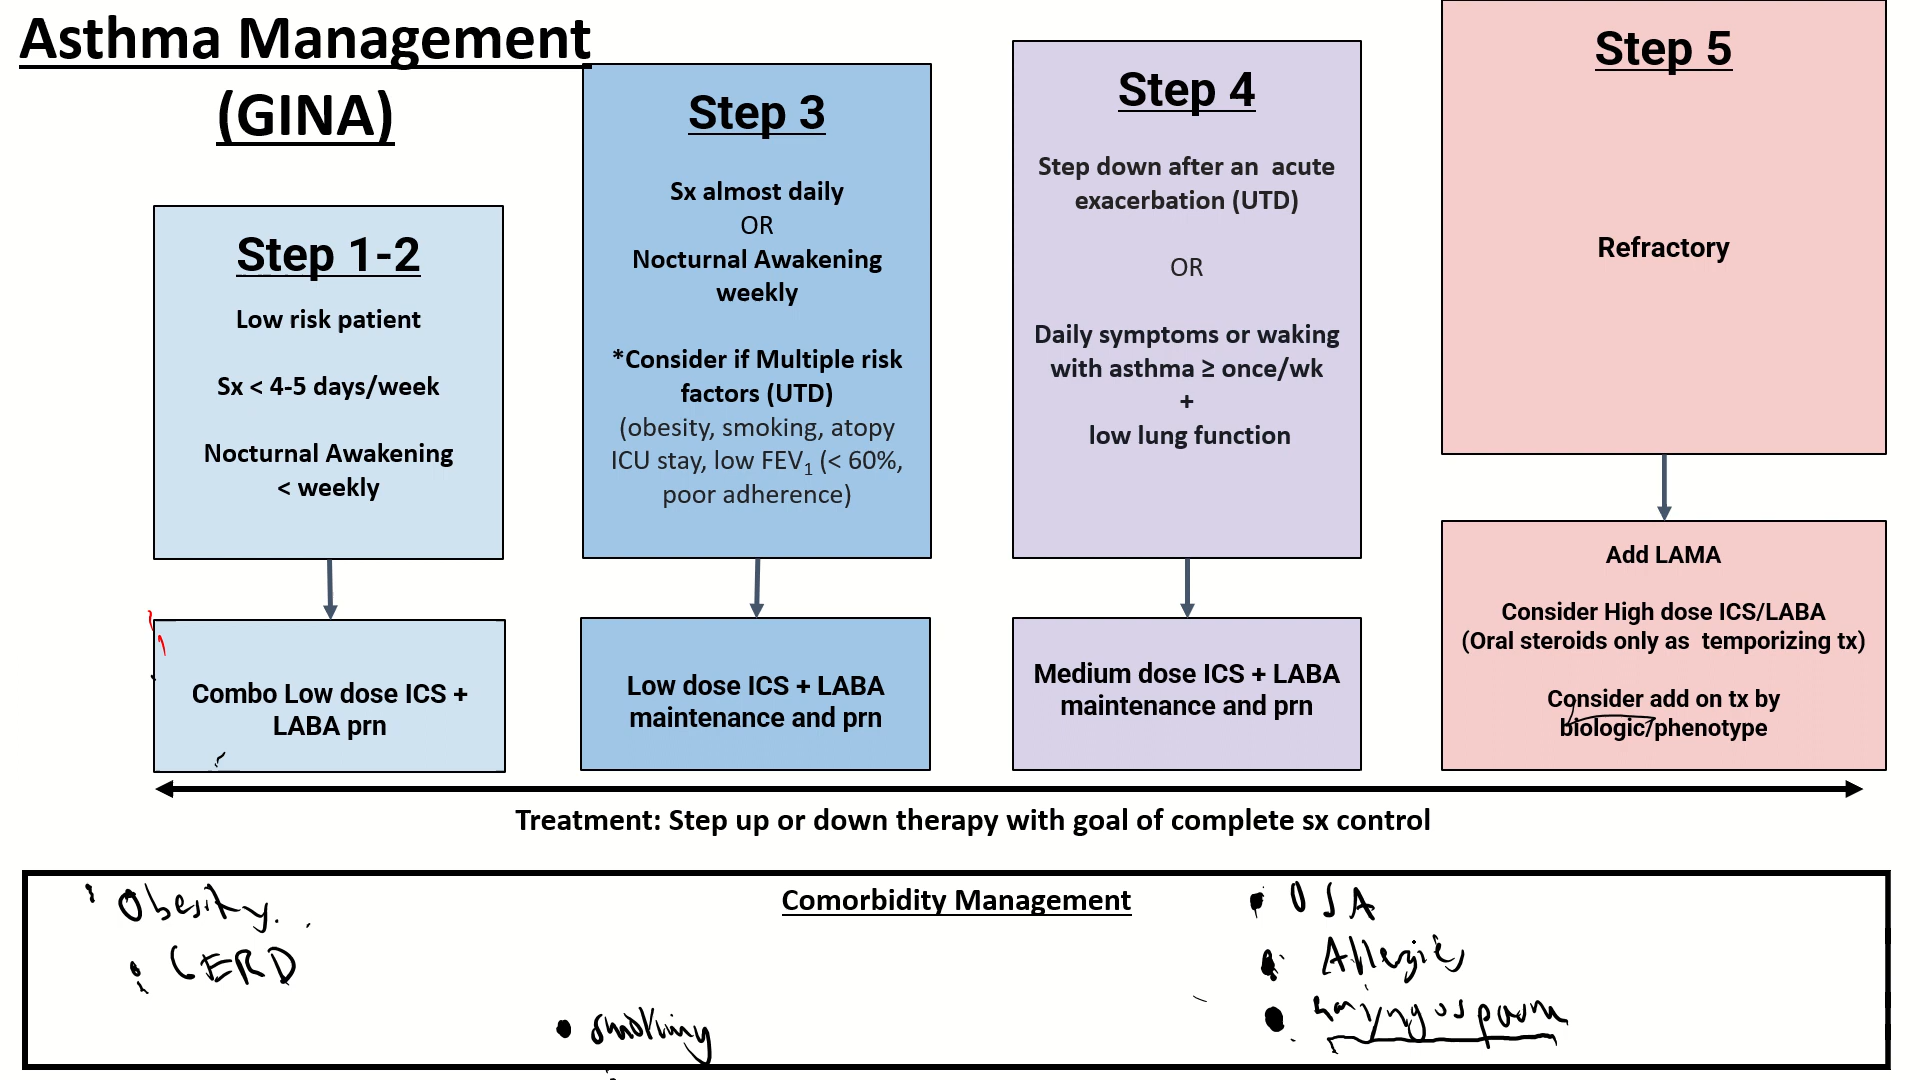 Asthma Management
(GINA)
Step 1-2
Low risk patient
Sx < 4-5 days/week
Nocturnal Awakening
< weekly
Combo Low dose ICS +
LABA prn
Step 3
Sx almost daily
OR
Nocturnal Awakening
weekly
*Consider if Multiple risk
factors (UTD)
(obesity, smoking, atopy
ICU stay, low FEV₁ (< 60%,
poor adherence)
Low dose ICS + LABA
maintenance and prn
Step 4
Step down after an acute
exacerbation (UTD)
OR
Daily symptoms or waking
with asthma ≥ once/wk
+
low lung function
Medium dose ICS + LABA
maintenance and prn
Step 5
Refractory
Add LAMA
Consider High dose ICS/LABA
(Oral steroids only as temporizing tx)
Consider add on tx by
biologic/phenotype
Treatment: Step up or down therapy with goal of complete sx control
Comorbidity Management
Obesity.
GERD
• smoking
• OSA
• Allergic
•